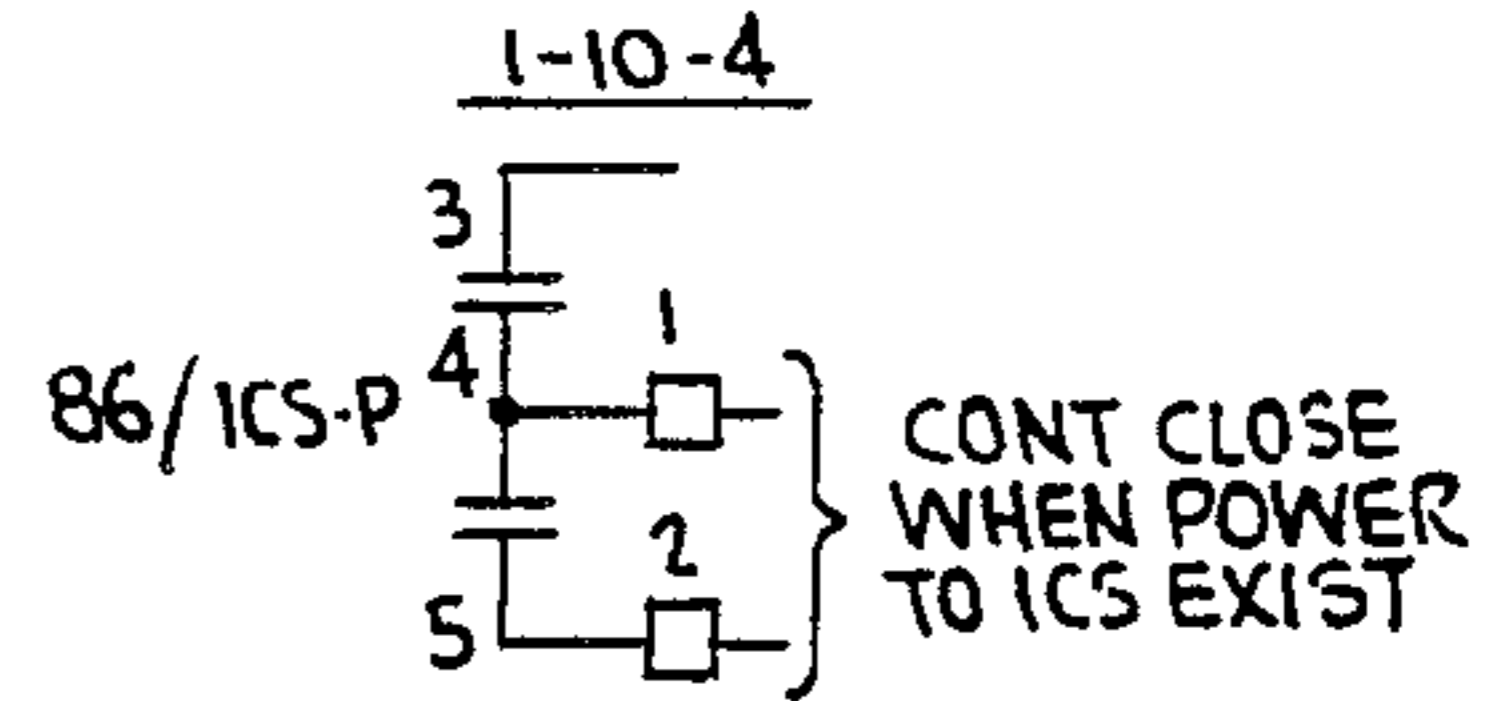 1-10-4
3
1
4
86/ICS-P
CONT CLOSE
WHEN POWER
TO ICS EXIST
2
5